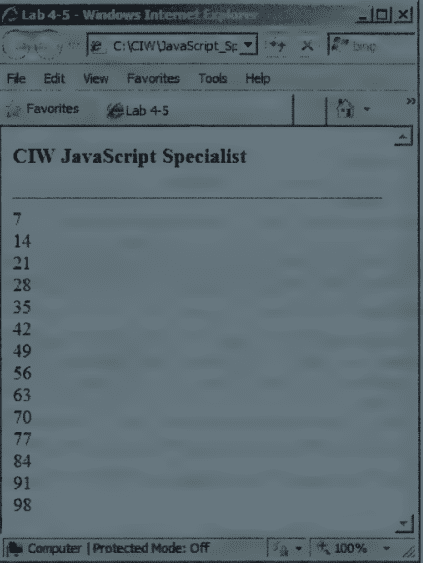 Lab 4-5 - Windows Internet Explorer
C:\CIW\JavaScript_Sp
bing
File Edit View Favorites Tools Help
Favorites Lab 4-5
CIW JavaScript Specialist
7
14
21
28
35
42
49
56
63
70
77
84
91
98
Computer | Protected Mode: Off 100%